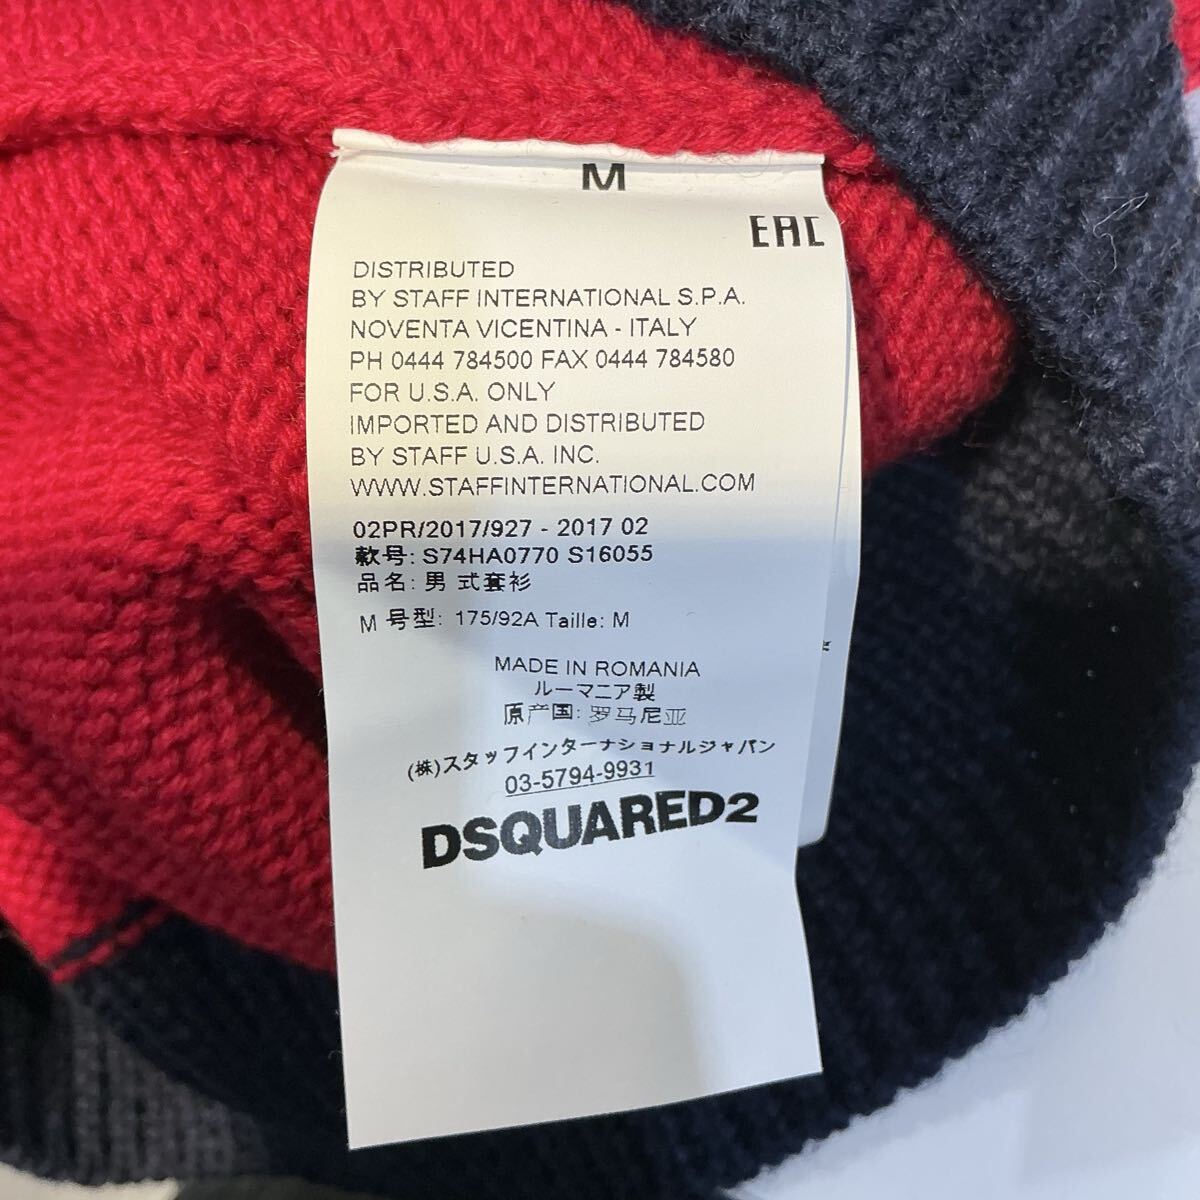 M
EAC
DISTRIBUTED
BY STAFF INTERNATIONAL S.P.A.
NOVENTA VICENTINA - ITALY
PH 0444 784500 FAX 0444 784580
FOR U.S.A. ONLY
IMPORTED AND DISTRIBUTED
BY STAFF U.S.A. INC.
WWW.STAFFINTERNATIONAL.COM
02PR/2017/927 - 2017 02
款号: S74HA0770 S16055
品名: 男 式套衫
M 号型: 175/92A Taille: M
MADE IN ROMANIA
ルーマニア製
原产国: 罗马尼亚
(株)スタッフインターナショナルジャパン
03-5794-9931
DSQUARED2